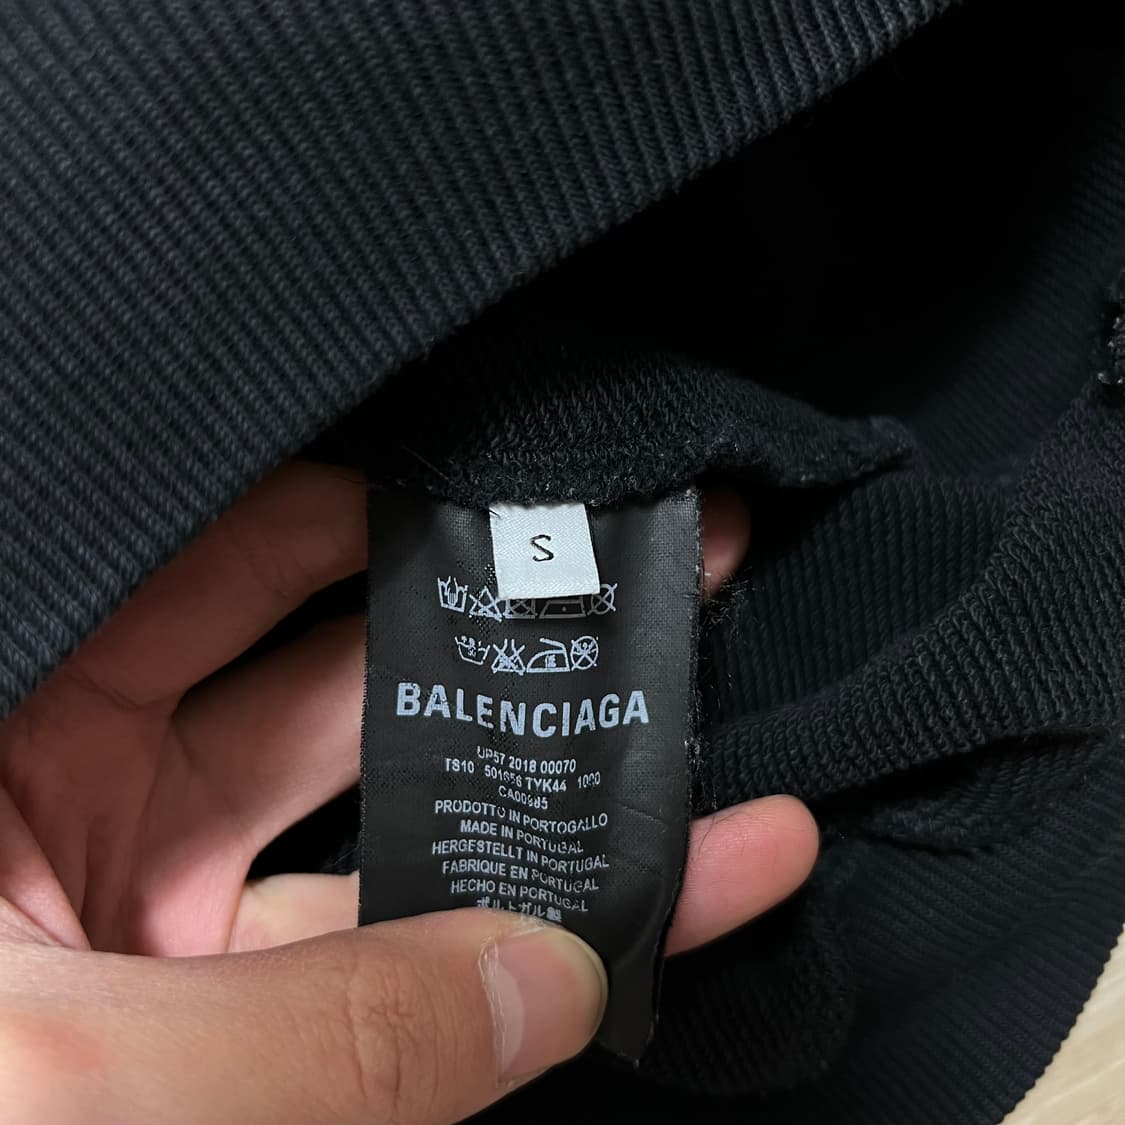 S
BALENCIAGA
UP57 2018 00070
TS10 501656 TYK44 1000
CA00985
PRODOTTO IN PORTOGALLO
MADE IN PORTUGAL
HERGESTELLT IN PORTUGAL
FABRIQUE EN PORTUGAL
HECHO EN PORTUGAL
ポルトガル製